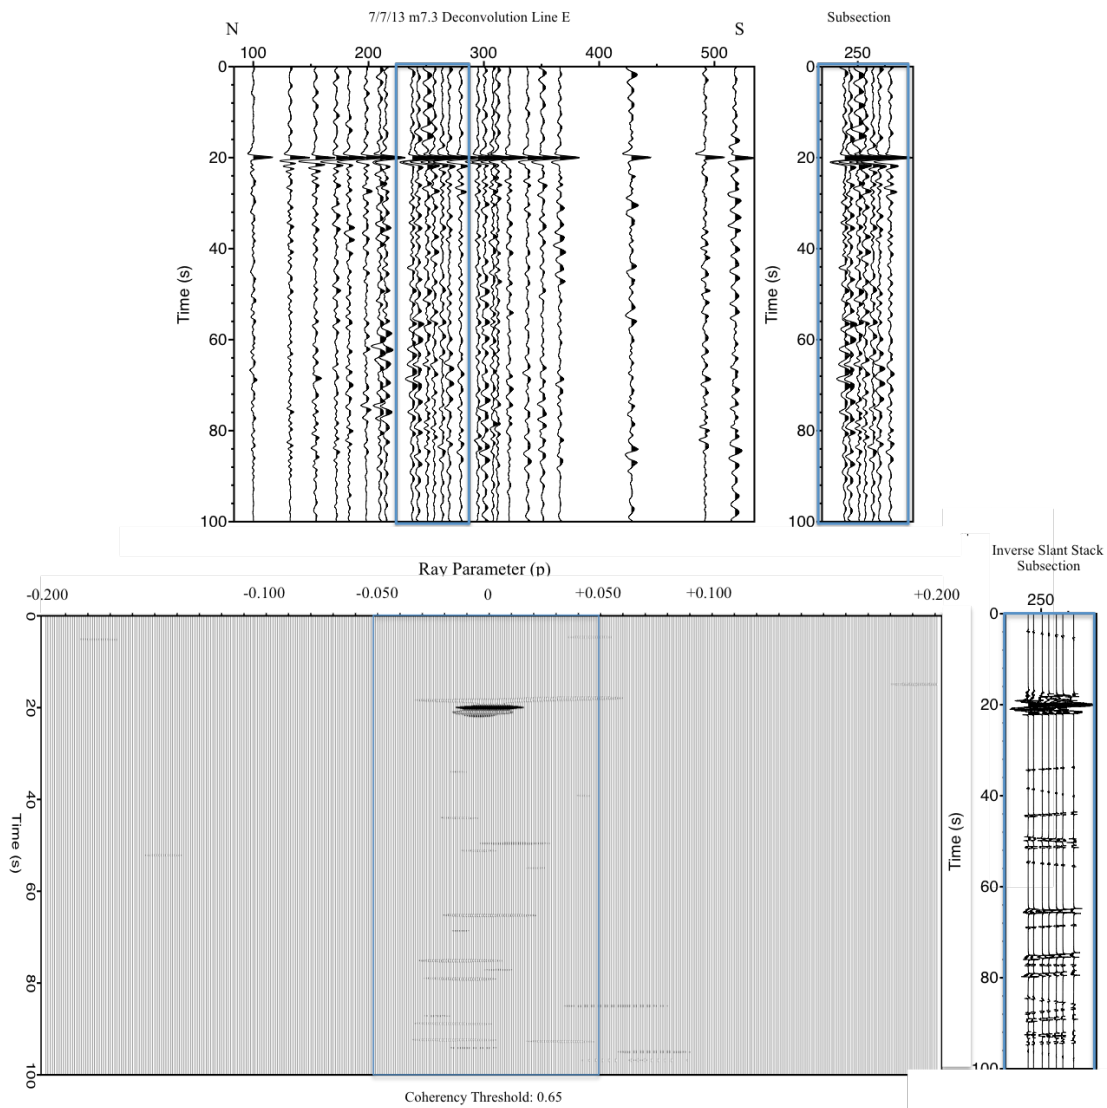 7/7/13 m7.3 Deconvolution Line E
Subsection
N
S
100 200 300 400 500
250
0
20
40
60
80
100
Time (s)
0
20
40
60
80
100
Time (s)
Inverse Slant Stack
Subsection
Ray Parameter (p)
-0.200 -0.100 -0.050 0 +0.050 +0.100 +0.200
250
0
20
40
60
80
100
Time (s)
0
20
40
60
80
100
Time (s)
Coherency Threshold: 0.65